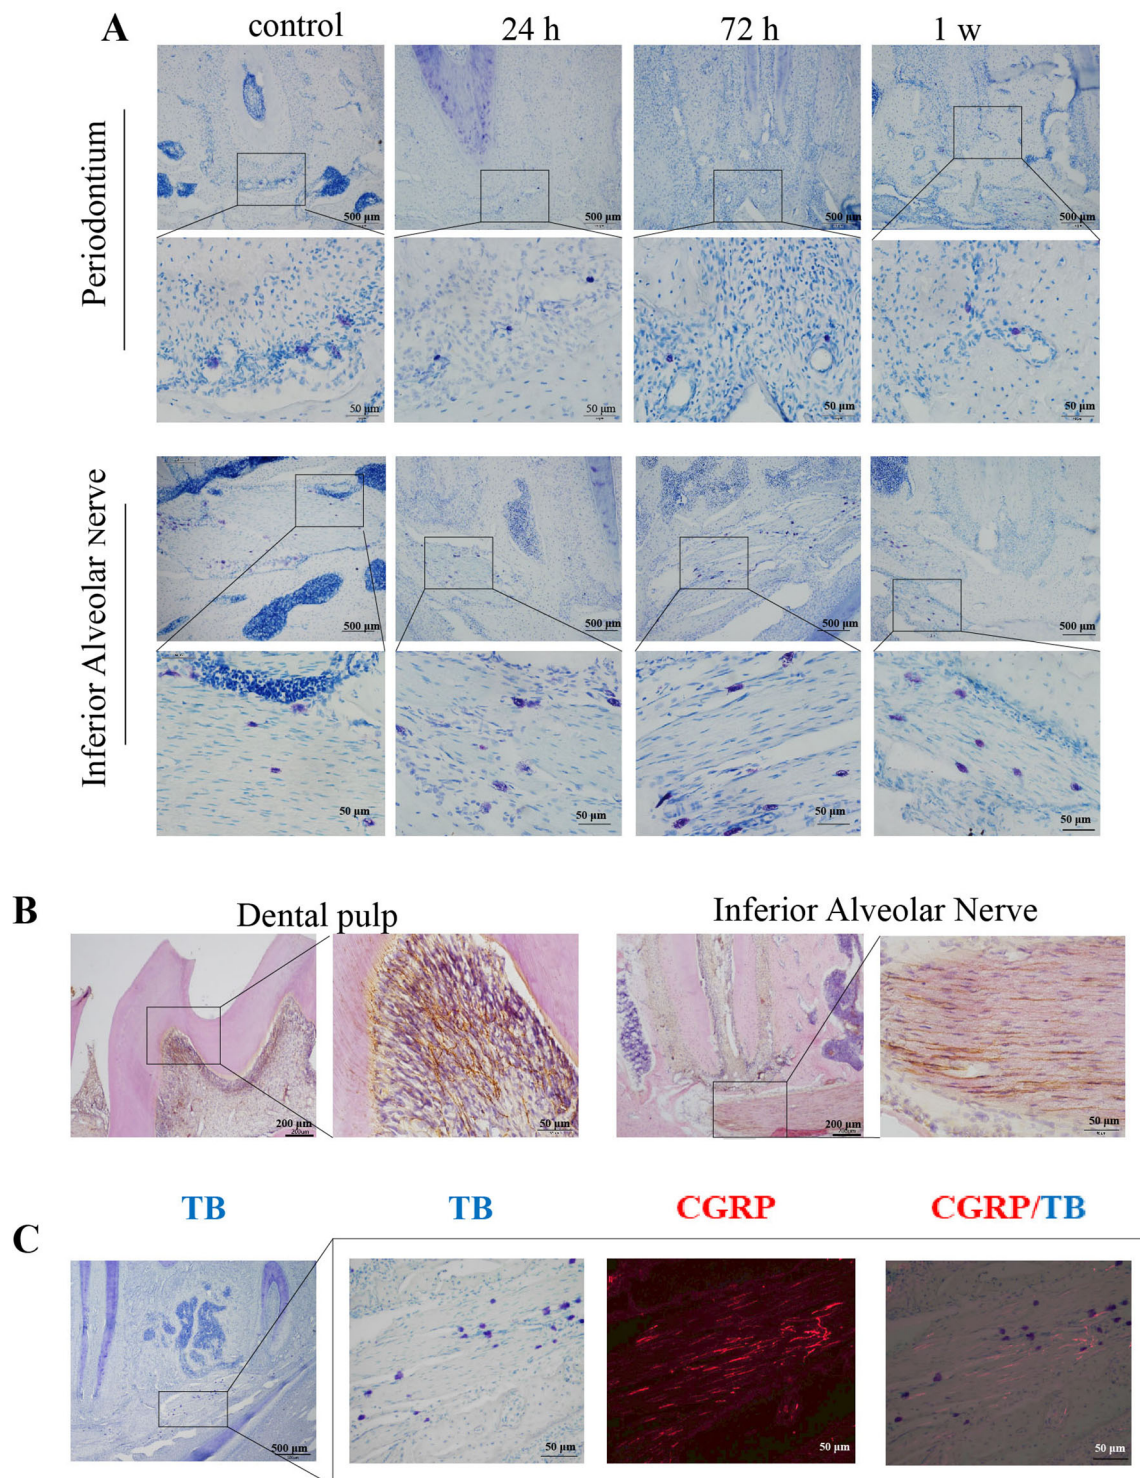 A
control 24 h 72 h 1 w
Periodontium
500 μm 500 μm 500 μm 500 μm
50 μm 50 μm 50 μm 50 μm
Inferior Alveolar Nerve
500 μm 500 μm 500 μm 500 μm
50 μm 50 μm 50 μm 50 μm
B
Dental pulp Inferior Alveolar Nerve
200 μm 50 μm 200 μm 50 μm
TB TB CGRP CGRP/TB
C
500 μm 50 μm 50 μm 50 μm